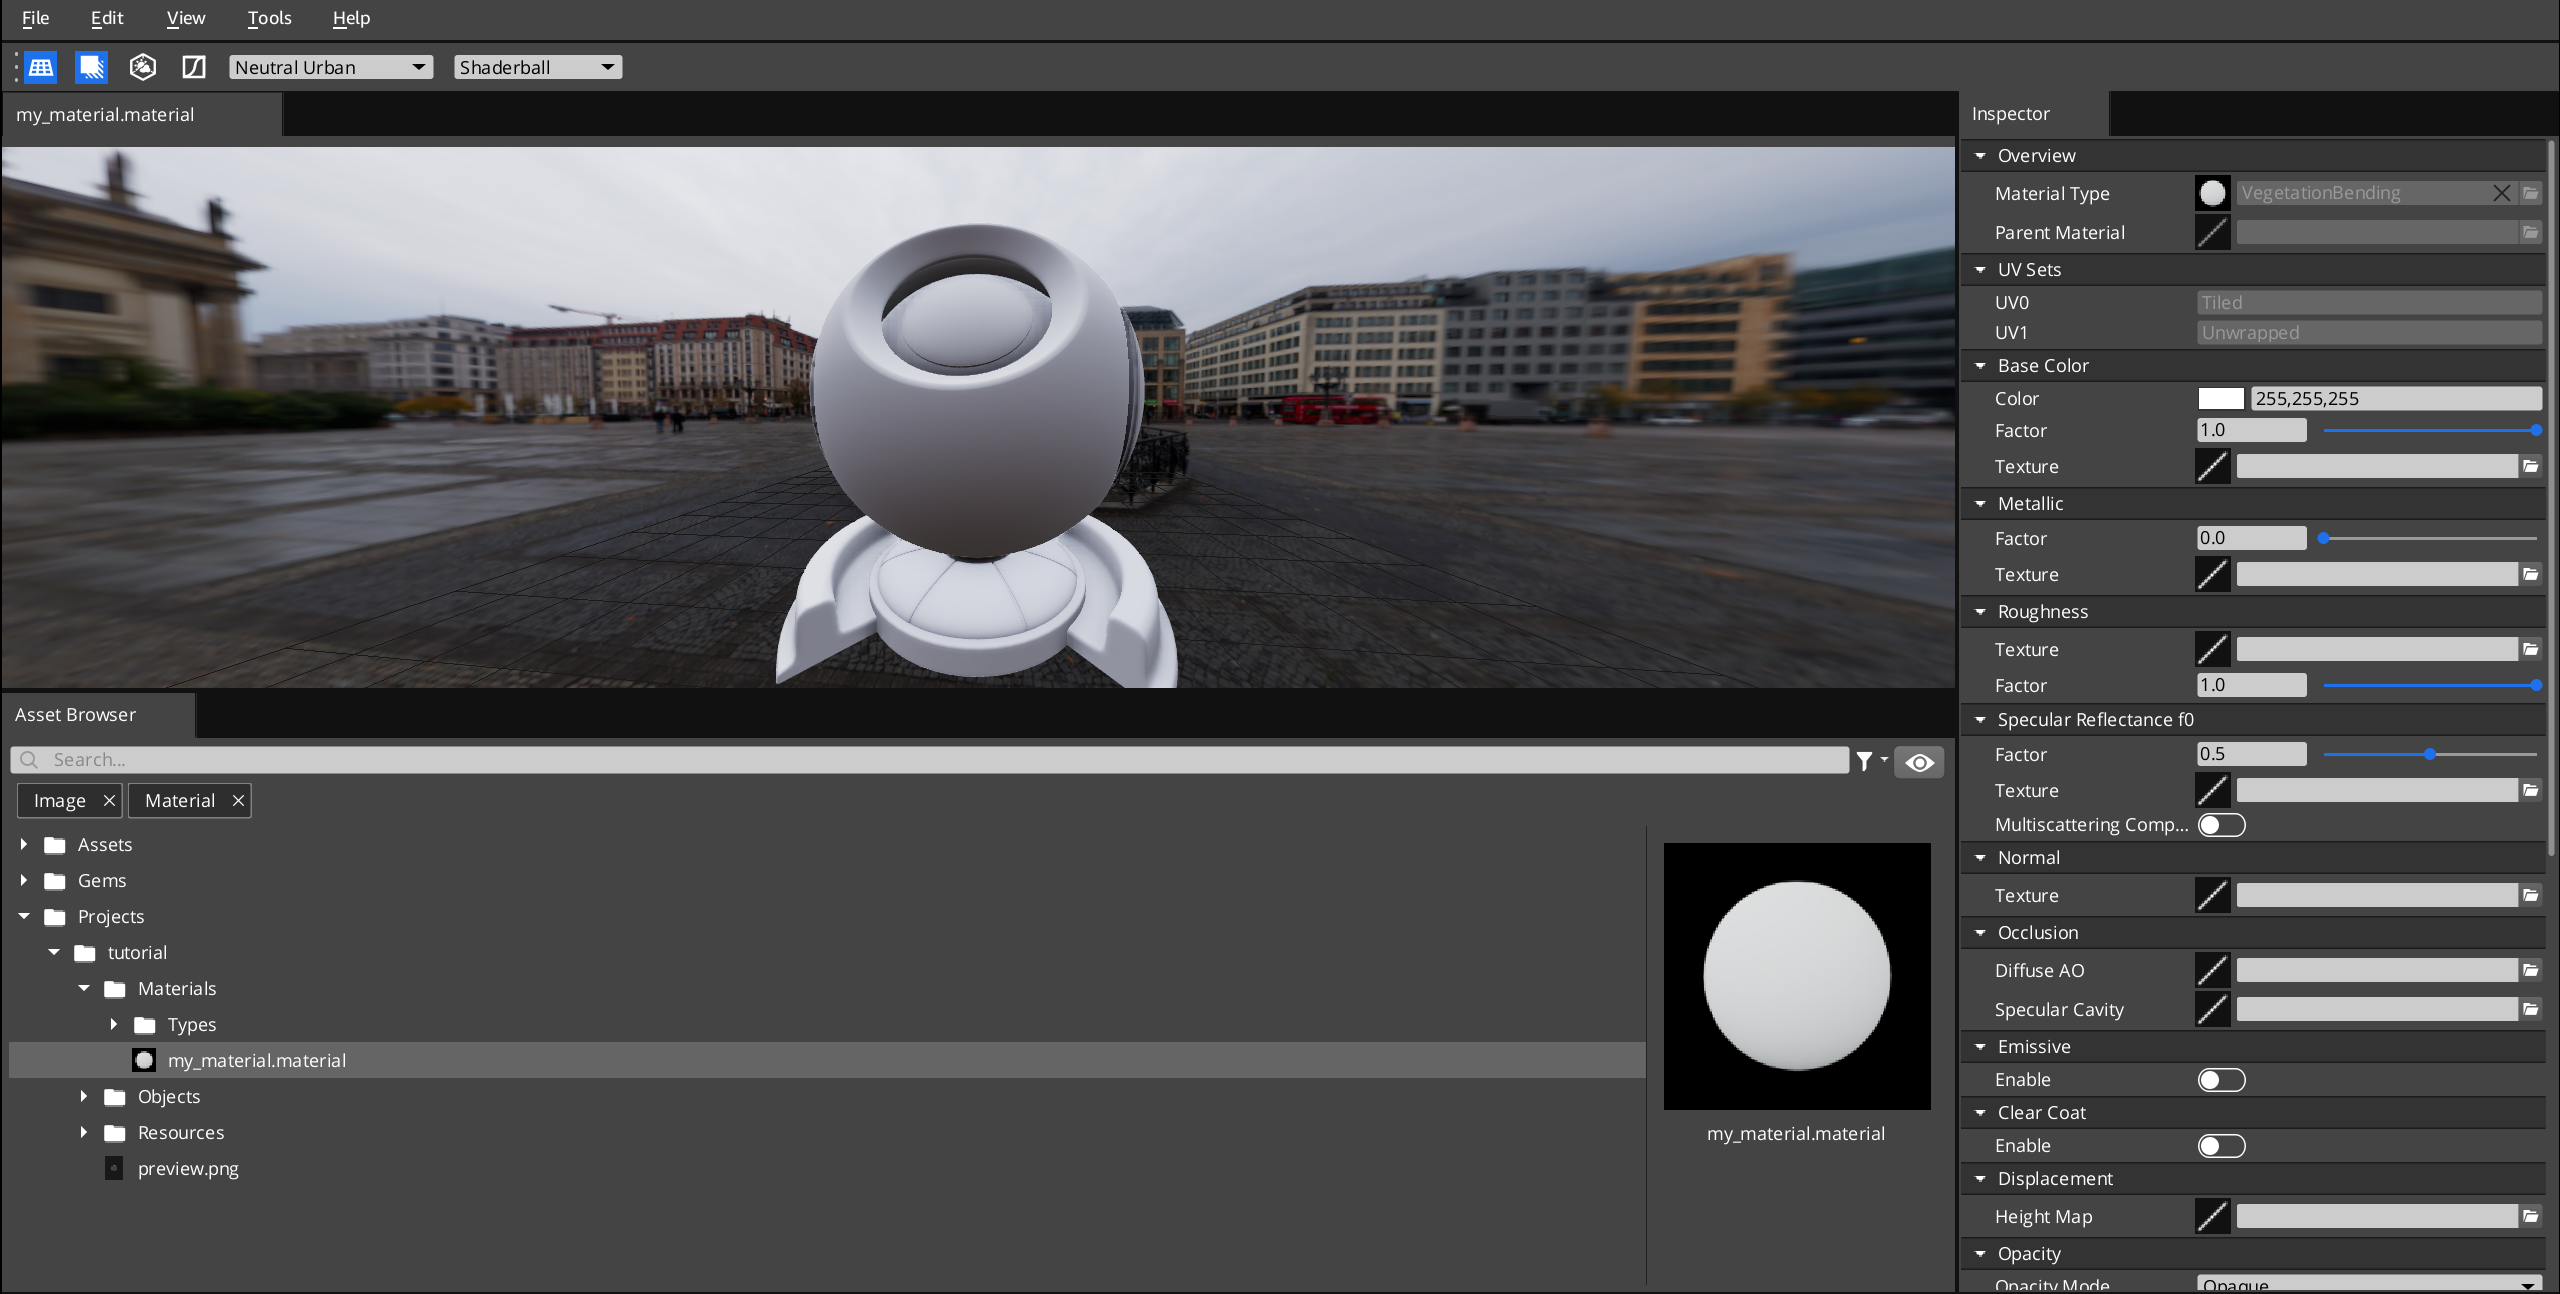 File Edit View Tools Help
Neutral Urban Shaderball
my_material.material
Inspector
Overview
Material Type VegetationBending
Parent Material
UV Sets
UV0 Tiled
UV1 Unwrapped
Base Color
Color 255,255,255
Factor 1.0
Texture
Metallic
Factor 0.0
Texture
Roughness
Texture
Factor 1.0
Specular Reflectance f0
Factor 0.5
Texture
Multiscattering Comp...
Normal
Texture
Occlusion
Diffuse AO
Specular Cavity
Emissive
Enable
Clear Coat
Enable
Displacement
Height Map
Opacity
Opacity Mode Opaque
Asset Browser
Search...
Image Material
Assets
Gems
Projects
tutorial
Materials
Types
my_material.material
Objects
Resources
preview.png
my_material.material